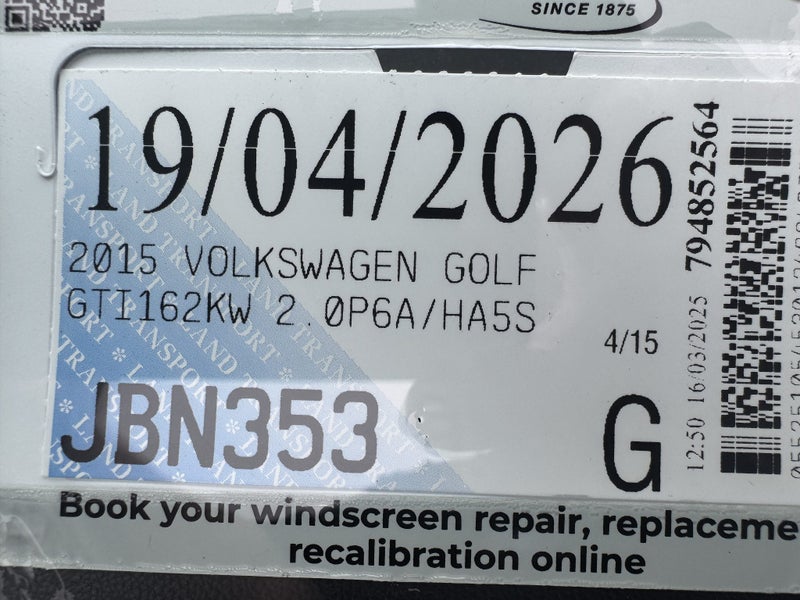 SINCE 1875
19/04/2026
2015 VOLKSWAGEN GOLF
GTI162KW 2.0P6A/HA5S
4/15
JBN353
G
794852564
12:50 16/03/2025
Book your windscreen repair, replaceme
recalibration online